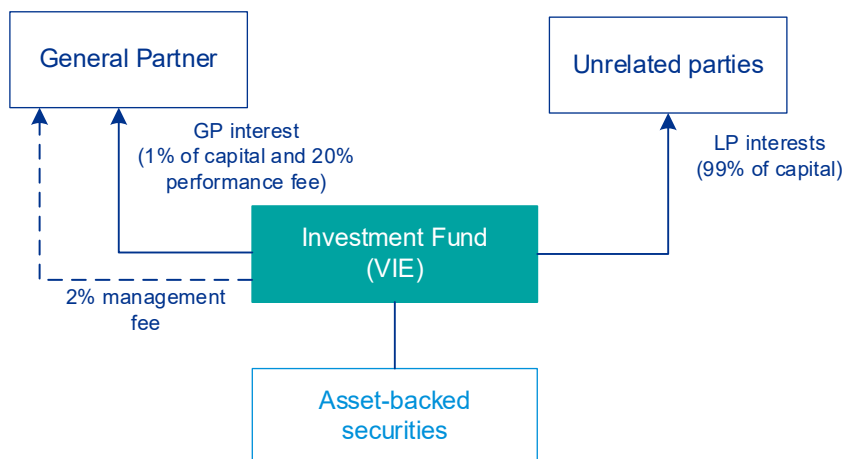 General Partner
Unrelated parties
GP interest
(1% of capital and 20%
performance fee)
LP interests
(99% of capital)
Investment Fund
(VIE)
2% management
fee
Asset-backed
securities